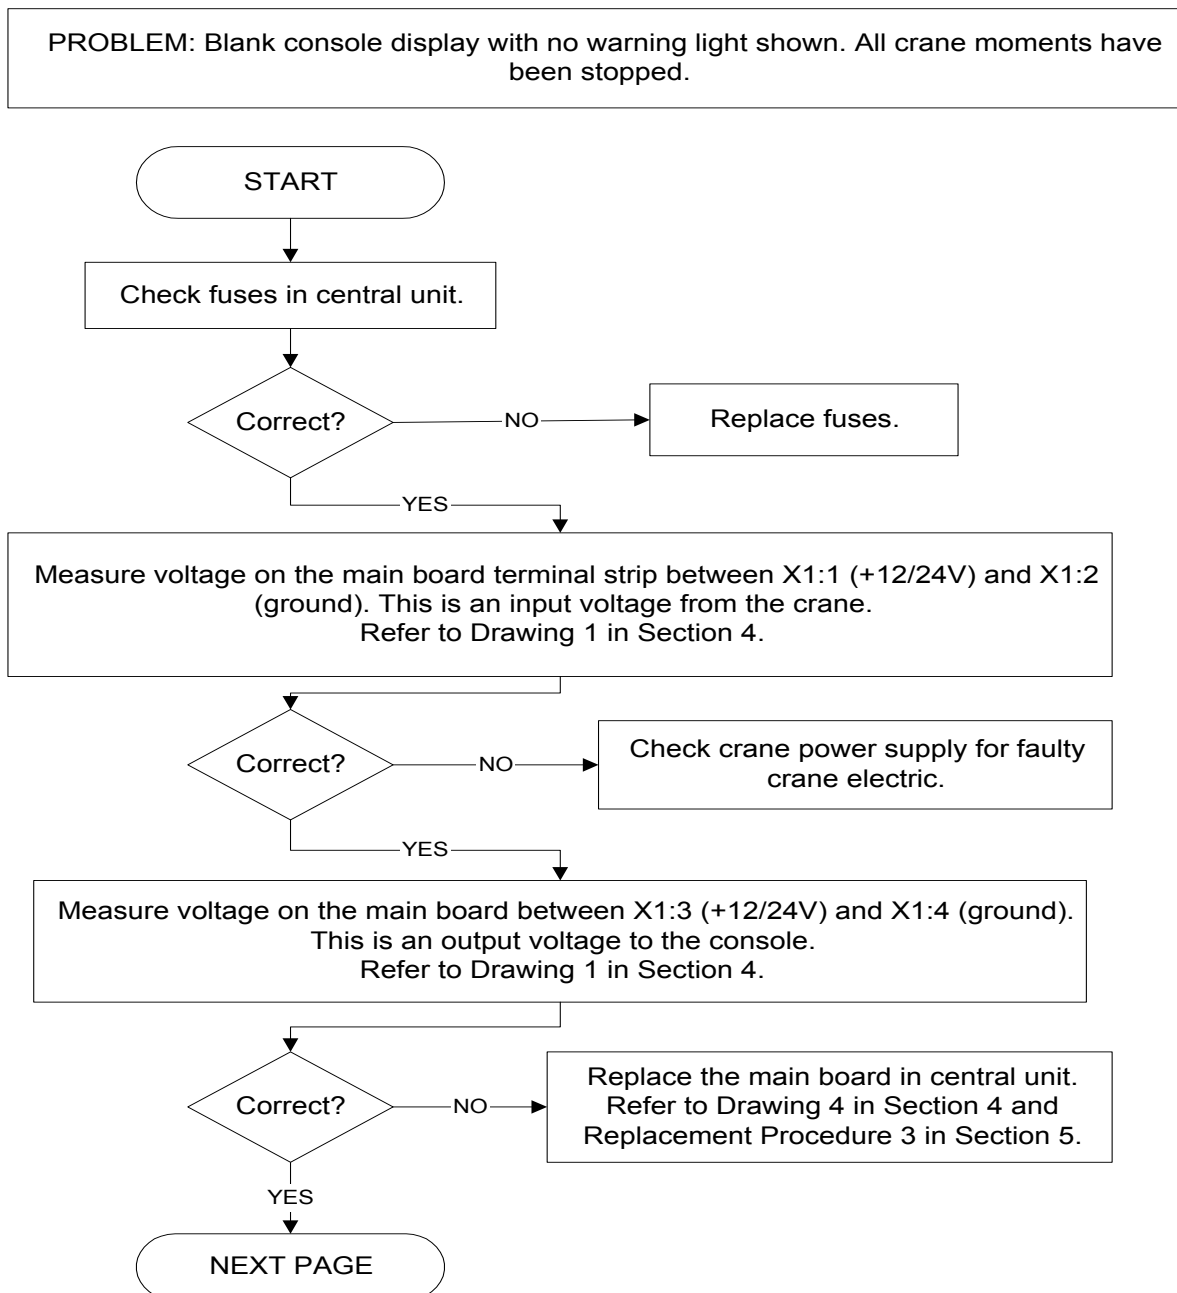 PROBLEM: Blank console display with no warning light shown. All crane moments have
been stopped.
START
Check fuses in central unit.
Correct?
NO
Replace fuses.
YES
Measure voltage on the main board terminal strip between X1:1 (+12/24V) and X1:2
(ground). This is an input voltage from the crane.
Refer to Drawing 1 in Section 4.
Correct?
NO
Check crane power supply for faulty
crane electric.
YES
Measure voltage on the main board between X1:3 (+12/24V) and X1:4 (ground).
This is an output voltage to the console.
Refer to Drawing 1 in Section 4.
Correct?
NO
Replace the main board in central unit.
Refer to Drawing 4 in Section 4 and
Replacement Procedure 3 in Section 5.
YES
NEXT PAGE